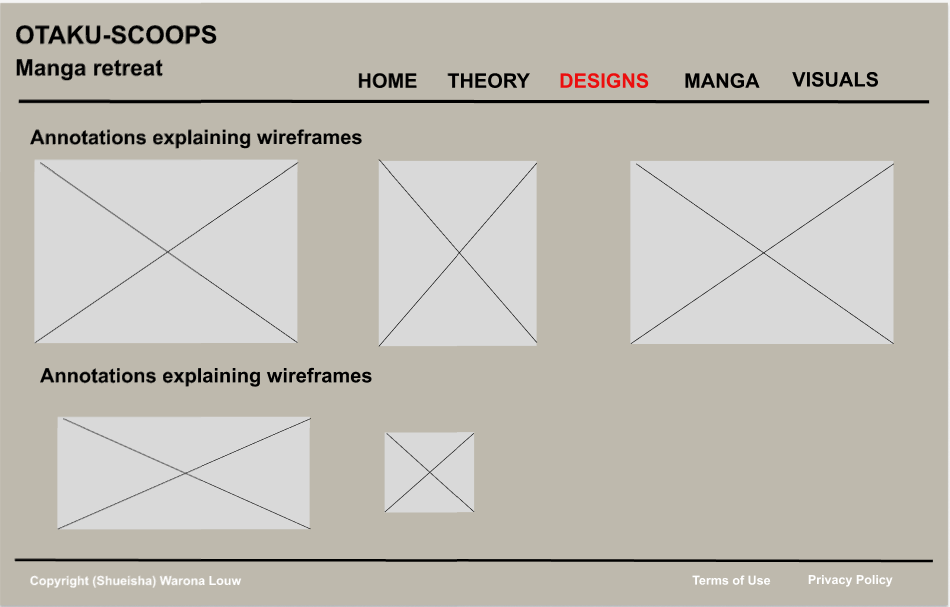 OTAKU-SCOOPS
Manga retreat
HOME THEORY DESIGNS MANGA VISUALS
Annotations explaining wireframes
Annotations explaining wireframes
Copyright (Shueisha) Warona Louw Terms of Use Privacy Policy